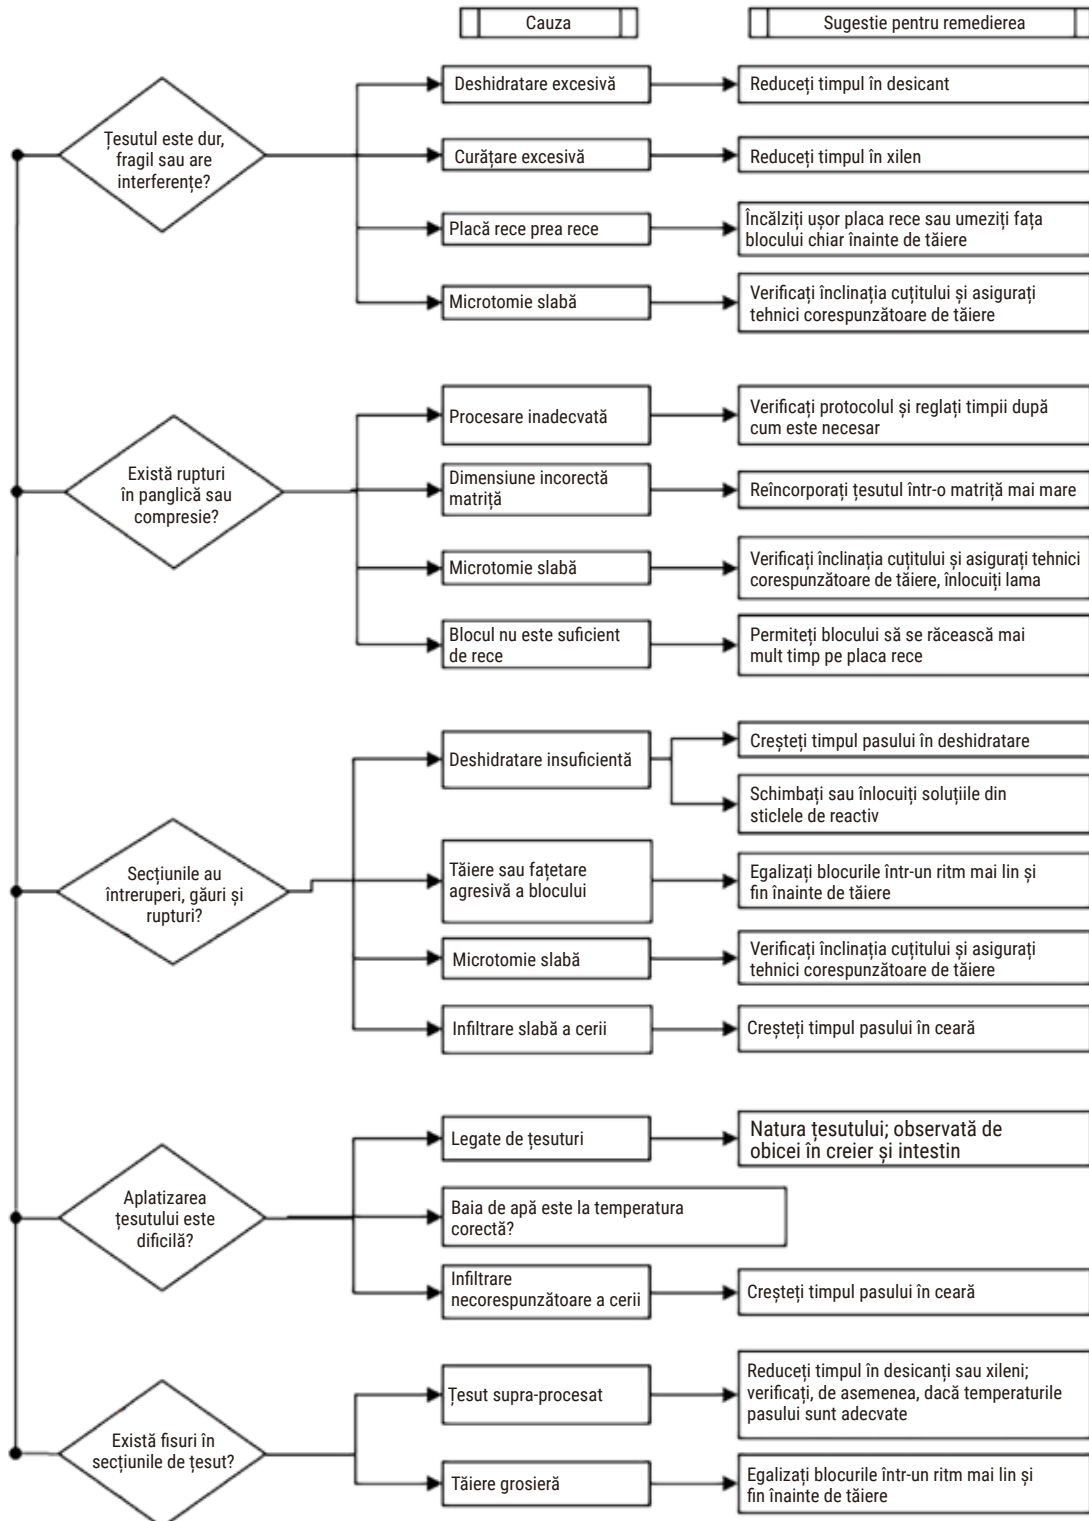 Cauza
Sugestie pentru remedierea
Țesutul este dur,
fragil sau are
interferențe?
Deshidratare excesivă
Reduceți timpul în desicant
Curățare excesivă
Reduceți timpul în xilen
Placă rece prea rece
Încălziți ușor placa rece sau umeziți fața
blocului chiar înainte de tăiere
Microtomie slabă
Verificați înclinația cuțitului și asigurați
tehnici corespunzătoare de tăiere
Există rupturi
în panglică sau
compresie?
Procesare inadecvată
Verificați protocolul și reglați timpii după
cum este necesar
Dimensiune incorectă
matriță
Reîncorporați țesutul într-o matriță mai mare
Microtomie slabă
Verificați înclinația cuțitului și asigurați tehnici
corespunzătoare de tăiere, înlocuiți lama
Blocul nu este suficient
de rece
Permiteți blocului să se răcească mai
mult timp pe placa rece
Secțiunile au
întreruperi, găuri și
rupturi?
Deshidratare insuficientă
Creșteți timpul pasului în deshidratare
Schimbați sau înlocuiți soluțiile din
sticlele de reactiv
Tăiere sau fațetare
agresivă a blocului
Egalizați blocurile într-un ritm mai lin și
fin înainte de tăiere
Microtomie slabă
Verificați înclinația cuțitului și asigurați
tehnici corespunzătoare de tăiere
Infiltrare slabă a cerii
Creșteți timpul pasului în ceară
Aplatizarea
țesutului este
dificilă?
Legate de țesuturi
Natura țesutului; observată de
obicei în creier și intestin
Baia de apă este la temperatura
corectă?
Infiltrare
necorespunzătoare a cerii
Creșteți timpul pasului în ceară
Există fisuri în
secțiunile de țesut?
Țesut supra-procesat
Reduceți timpul în desicanți sau xileni;
verificați, de asemenea, dacă temperaturile
pasului sunt adecvate
Tăiere grosieră
Egalizați blocurile într-un ritm mai lin și
fin înainte de tăiere